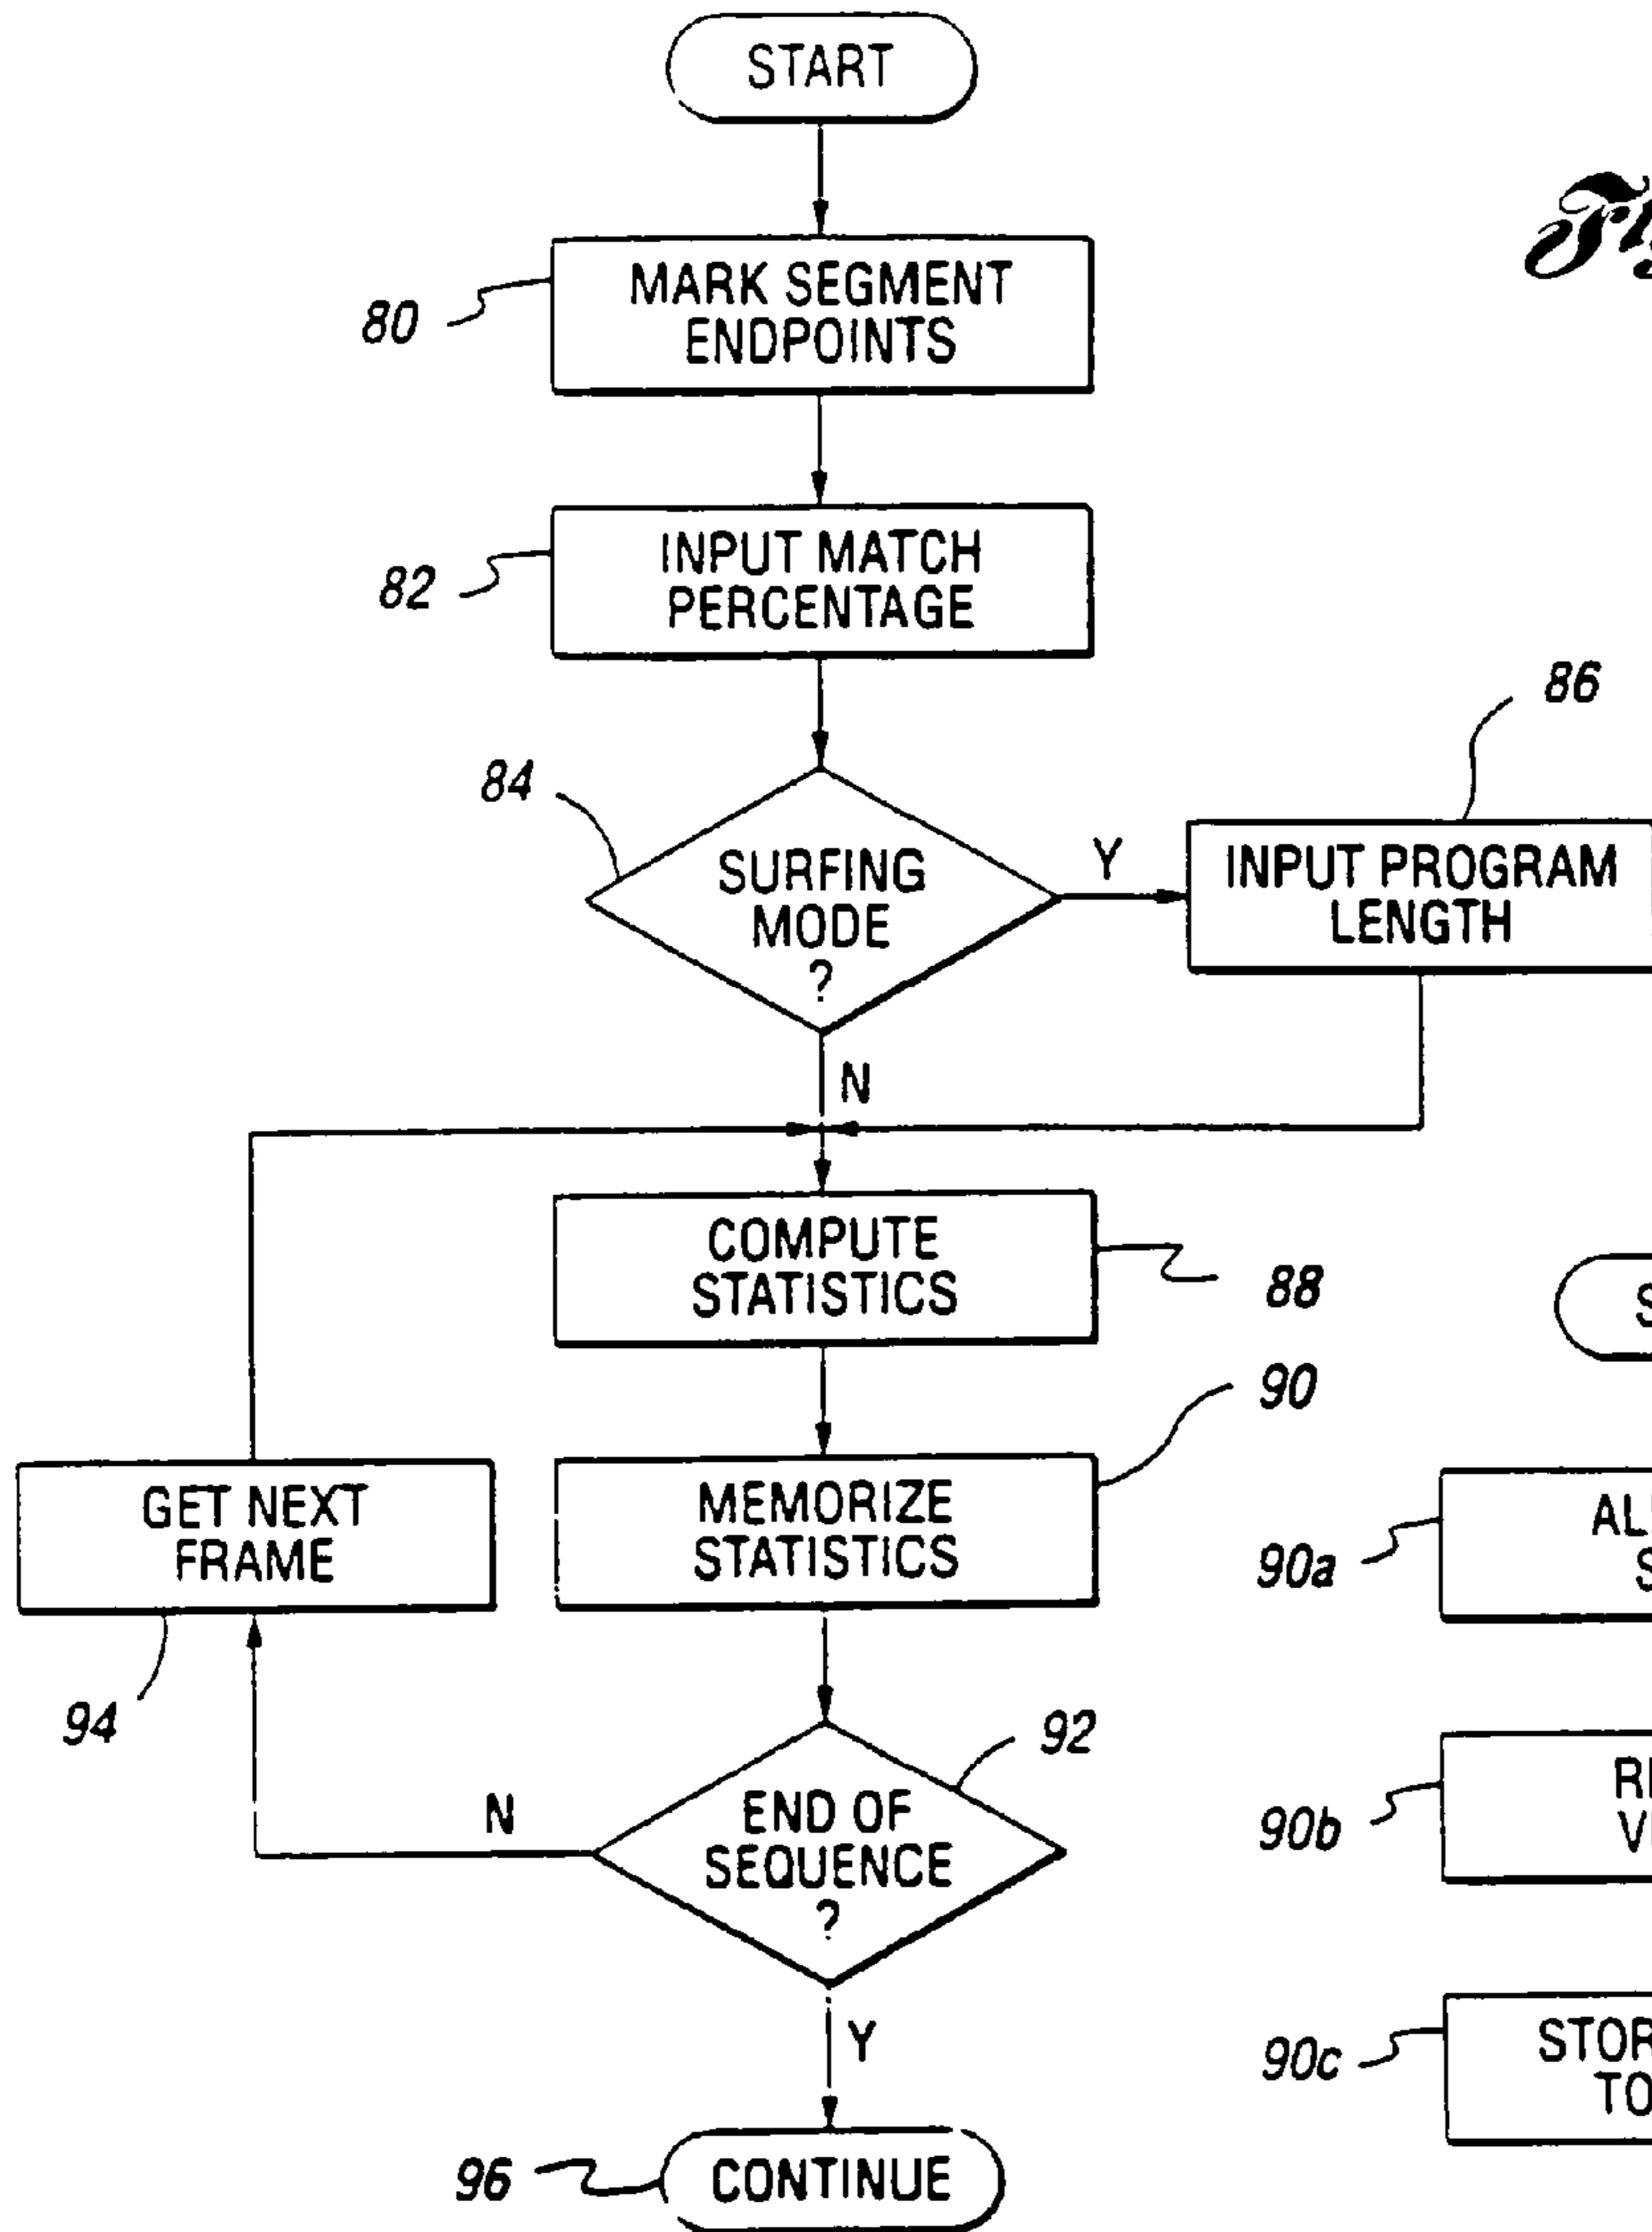 START
80
MARK SEGMENT
ENDPOINTS
82
INPUT MATCH
PERCENTAGE
84
SURFING
MODE
?
Y
86
INPUT PROGRAM
LENGTH
N
COMPUTE
STATISTICS
88
90
MEMORIZE
STATISTICS
GET NEXT
FRAME
94
92
END OF
SEQUENCE
?
N
Y
96
CONTINUE
90a
90b
90c
TO